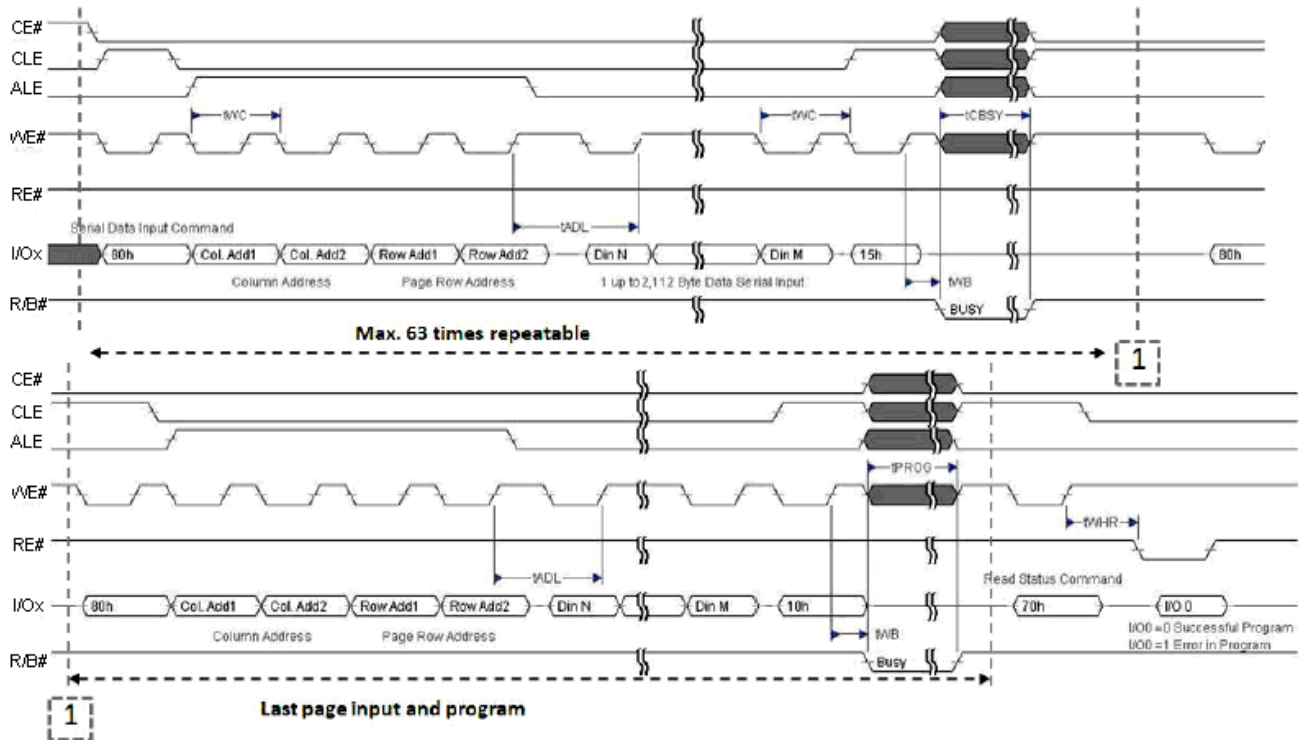 CE#
CLE
ALE
tWC tWC tCBSY
WE#
RE#
Serial Data Input Command tADL
I/Ox 80h Col. Add1 Col. Add2 Row Add1 Row Add2 Din N Din M 15h 80h
Column Address Page Row Address 1 up to 2,112 Byte Data Serial Input tWB
R/B# BUSY
Max. 63 times repeatable
1
CE#
CLE
ALE
tPROG
WE#
tWHR
RE#
tADL Read Status Command
I/Ox 80h Col. Add1 Col. Add2 Row Add1 Row Add2 Din N Din M 10h 70h I/O 0
Column Address Page Row Address tWB I/O0 =0 Successful Program
I/O0 =1 Error in Program
R/B# Busy
1
Last page input and program